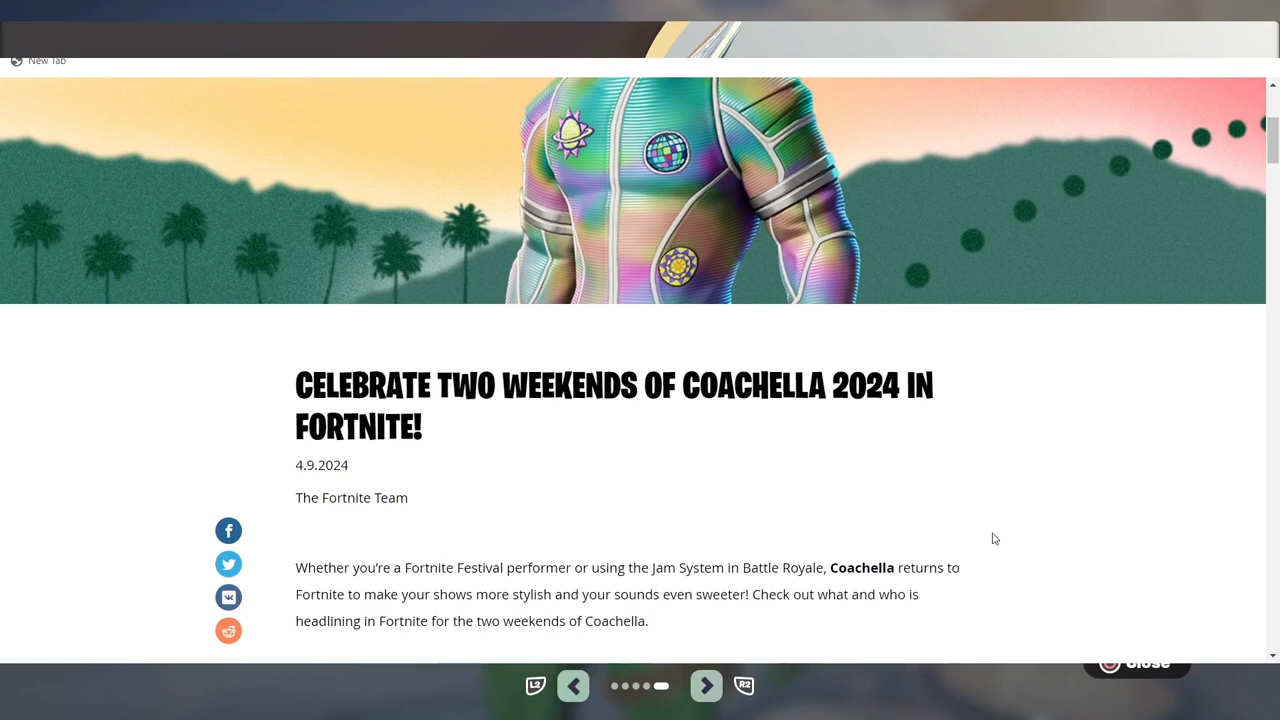 New Tab
CELEBRATE TWO WEEKENDS OF COACHELLA 2024 IN
FORTNITE!
4.9.2024
The Fortnite Team
Whether you're a Fortnite Festival performer or using the Jam System in Battle Royale, Coachella returns to
Fortnite to make your shows more stylish and your sounds even sweeter! Check out what and who is
headlining in Fortnite for the two weekends of Coachella.
Close
L2
R2